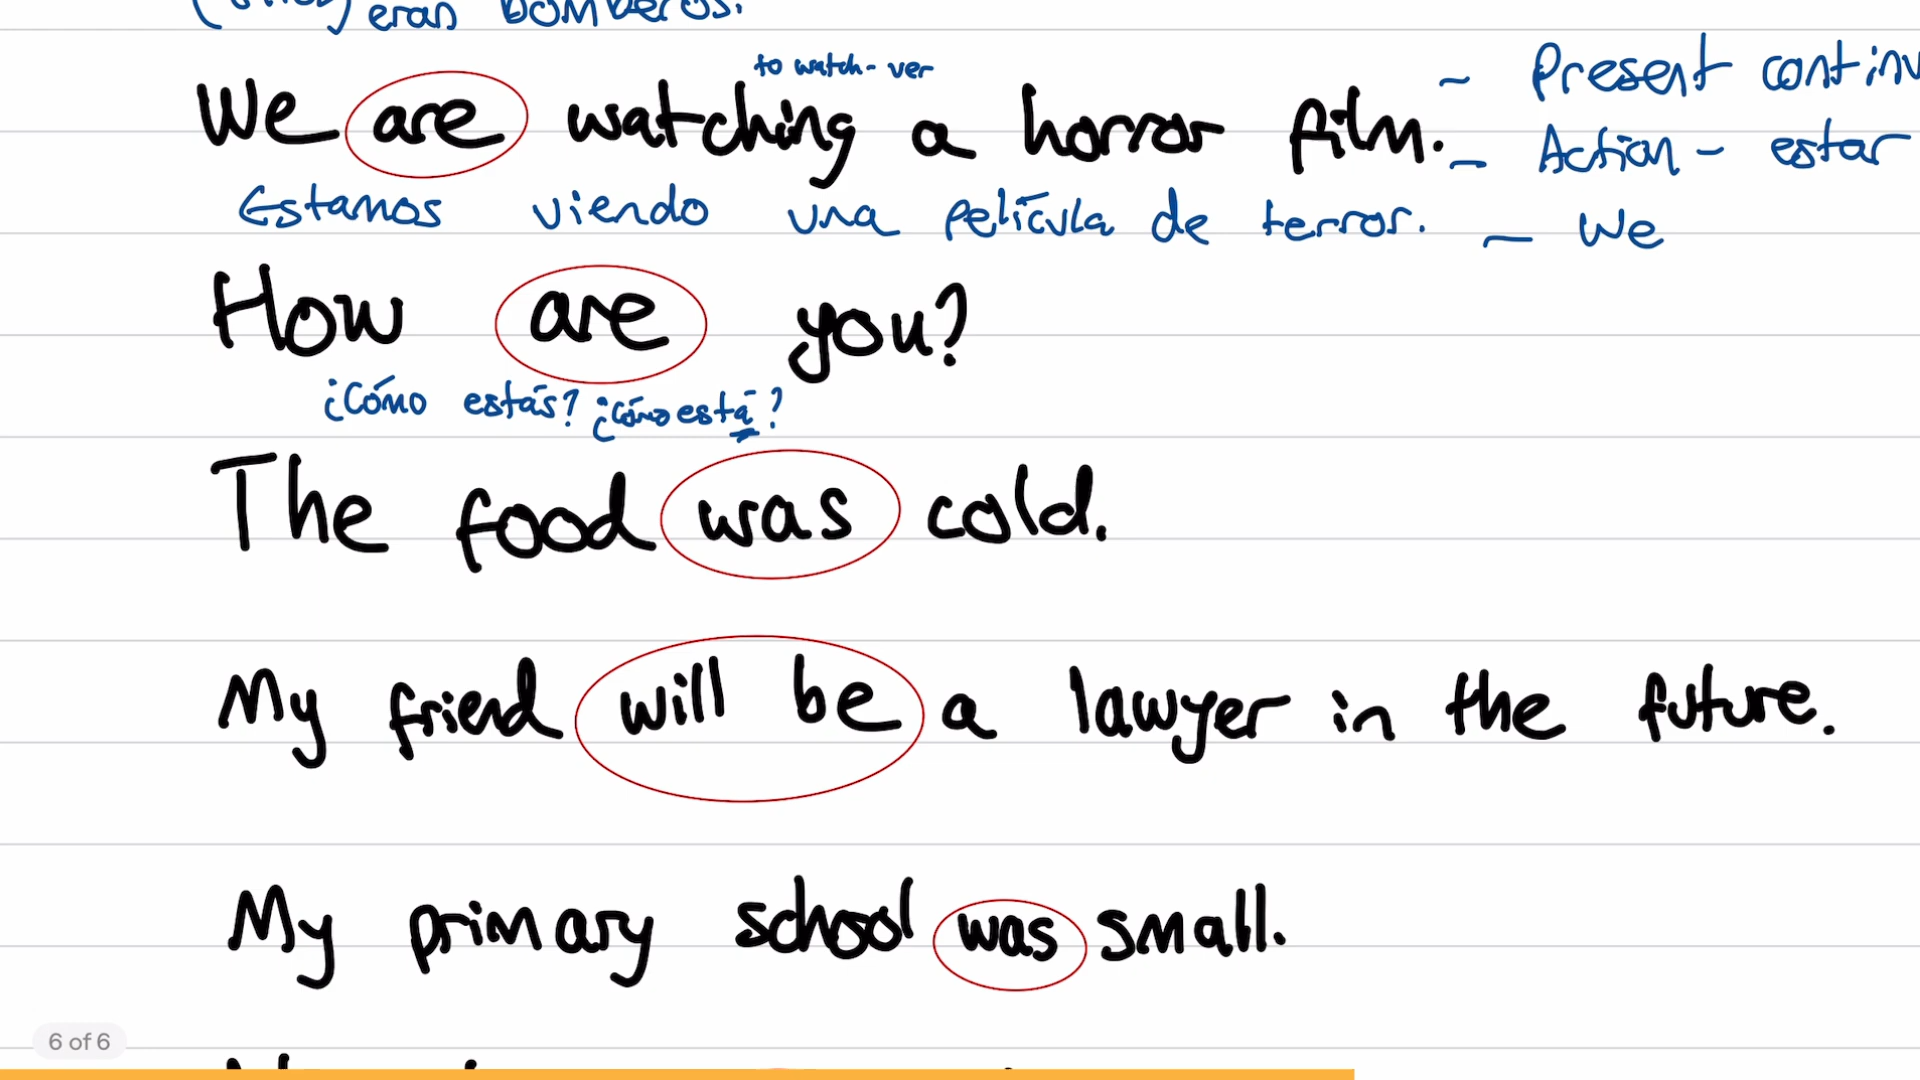 eran bomberos.
to watch - ver
We are watching a horror film.
- Present continu
- Action - estar
Estamos viendo una película de terror. - We
How are you?
¿Cómo estás? ¿Cómo está?
The food was cold.
My friend will be a lawyer in the future.
My primary school was small.
6 of 6